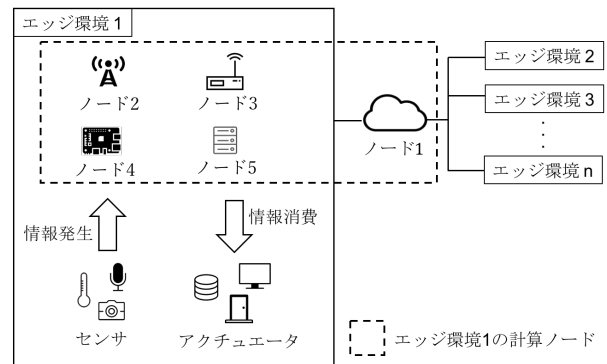 エッジ環境1
ノード2
ノード3
ノード4
ノード5
ノード1
エッジ環境2
エッジ環境3
エッジ環境n
情報発生
情報消費
センサ
アクチュエータ
エッジ環境1の計算ノード